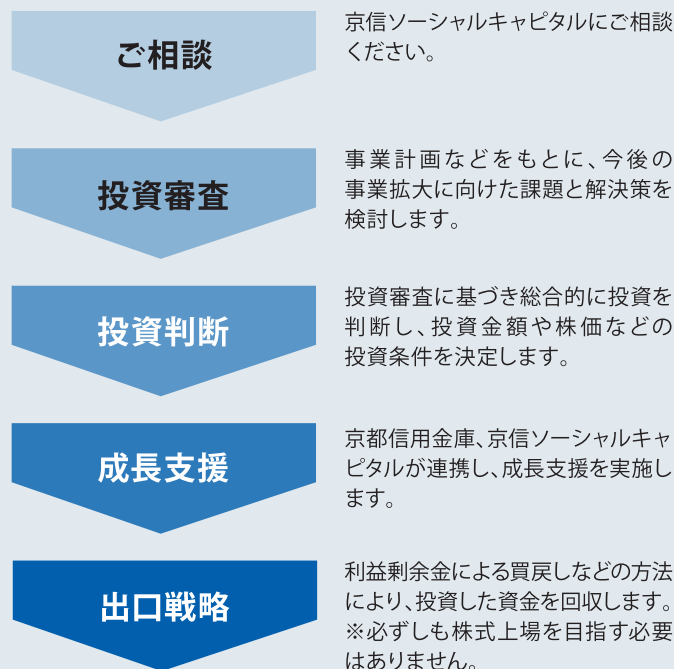 ご相談
京信ソーシャルキャピタルにご相談
ください。
投資審査
事業計画などをもとに、今後の
事業拡大に向けた課題と解決策を
検討します。
投資判断
投資審査に基づき総合的に投資を
判断し、投資金額や株価などの
投資条件を決定します。
成長支援
京都信用金庫、京信ソーシャルキャ
ピタルが連携し、成長支援を実施し
ます。
出口戦略
利益剰余金による買戻しなどの方法
により、投資した資金を回収します。
※必ずしも株式上場を目指す必要
はありません。